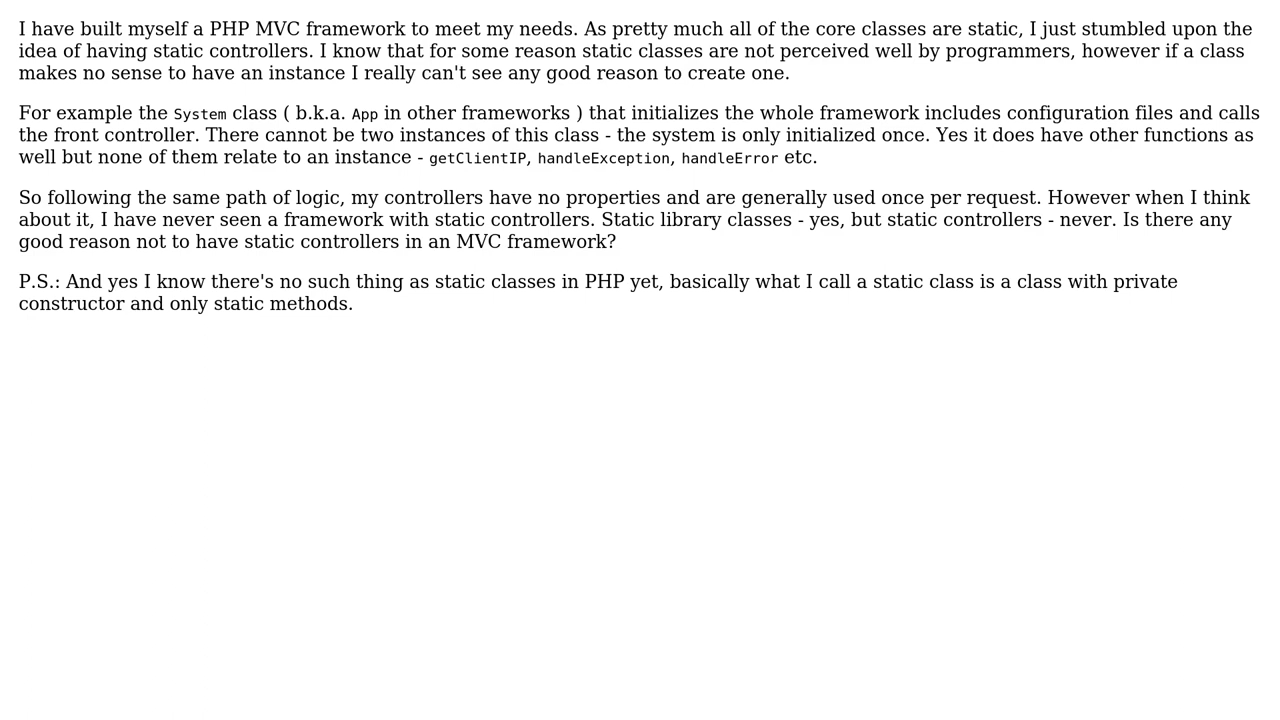 I have built myself a PHP MVC framework to meet my needs. As pretty much all of the core classes are static, I just stumbled upon the
idea of having static controllers. I know that for some reason static classes are not perceived well by programmers, however if a class
makes no sense to have an instance I really can't see any good reason to create one.
For example the System class ( b.k.a. App in other frameworks ) that initializes the whole framework includes configuration files and calls
the front controller. There cannot be two instances of this class - the system is only initialized once. Yes it does have other functions as
well but none of them relate to an instance - getClientIP, handleException, handleError etc.
So following the same path of logic, my controllers have no properties and are generally used once per request. However when I think
about it, I have never seen a framework with static controllers. Static library classes - yes, but static controllers - never. Is there any
good reason not to have static controllers in an MVC framework?
P.S.: And yes I know there's no such thing as static classes in PHP yet, basically what I call a static class is a class with private
constructor and only static methods.